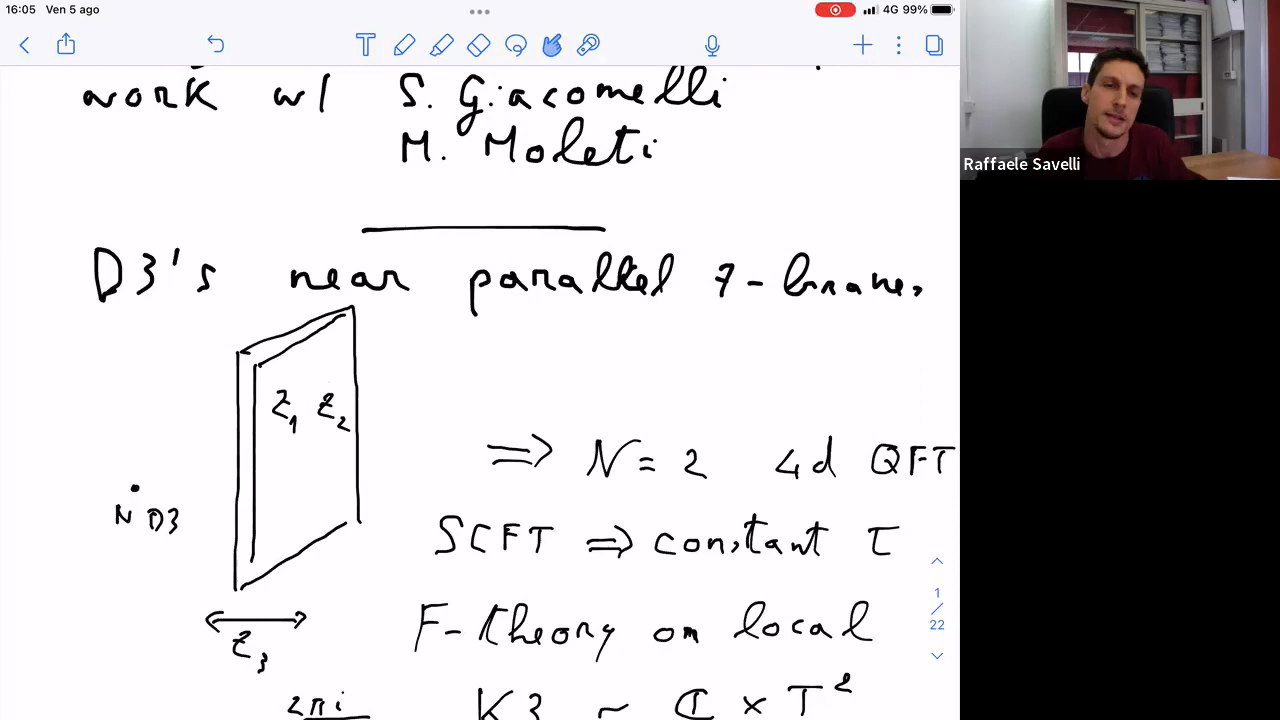 16:05 Ven 5 ago
4G 99%
work w/ S. Giacomelli
M. Moleti
Raffaele Savelli
D3's near parallel 7-branes
Z₁ Z₂
⇒ N = 2 4d QFT
N D3
SCFT ⇒ constant τ
1
/
22
F-theory on local
Z₃
2πi
K3 ~ ℂ × T²